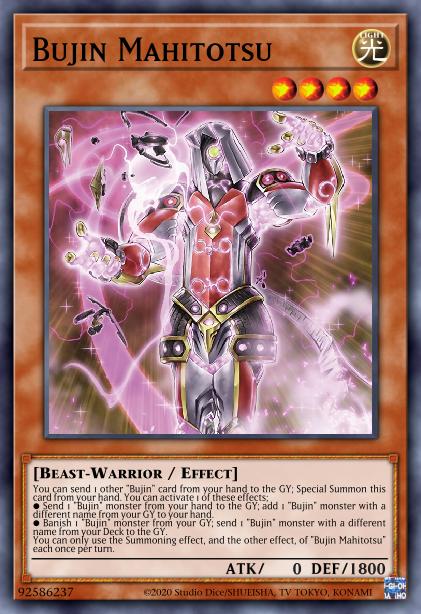 Bujin Mahitotsu
LIGHT
光
[Beast-Warrior / Effect]
You can send 1 other "Bujin" card from your hand to the GY; Special Summon this
card from your hand. You can activate 1 of these effects;
● Send 1 "Bujin" monster from your hand to the GY; add 1 "Bujin" monster with a
different name from your GY to your hand.
● Banish 1 "Bujin" monster from your GY; send 1 "Bujin" monster with a different
name from your Deck to the GY.
You can only use the Summoning effect, and the other effect, of "Bujin Mahitotsu"
each once per turn.
ATK/ 0 DEF/1800
92586237 ©2020 Studio Dice/SHUEISHA, TV TOKYO, KONAMI